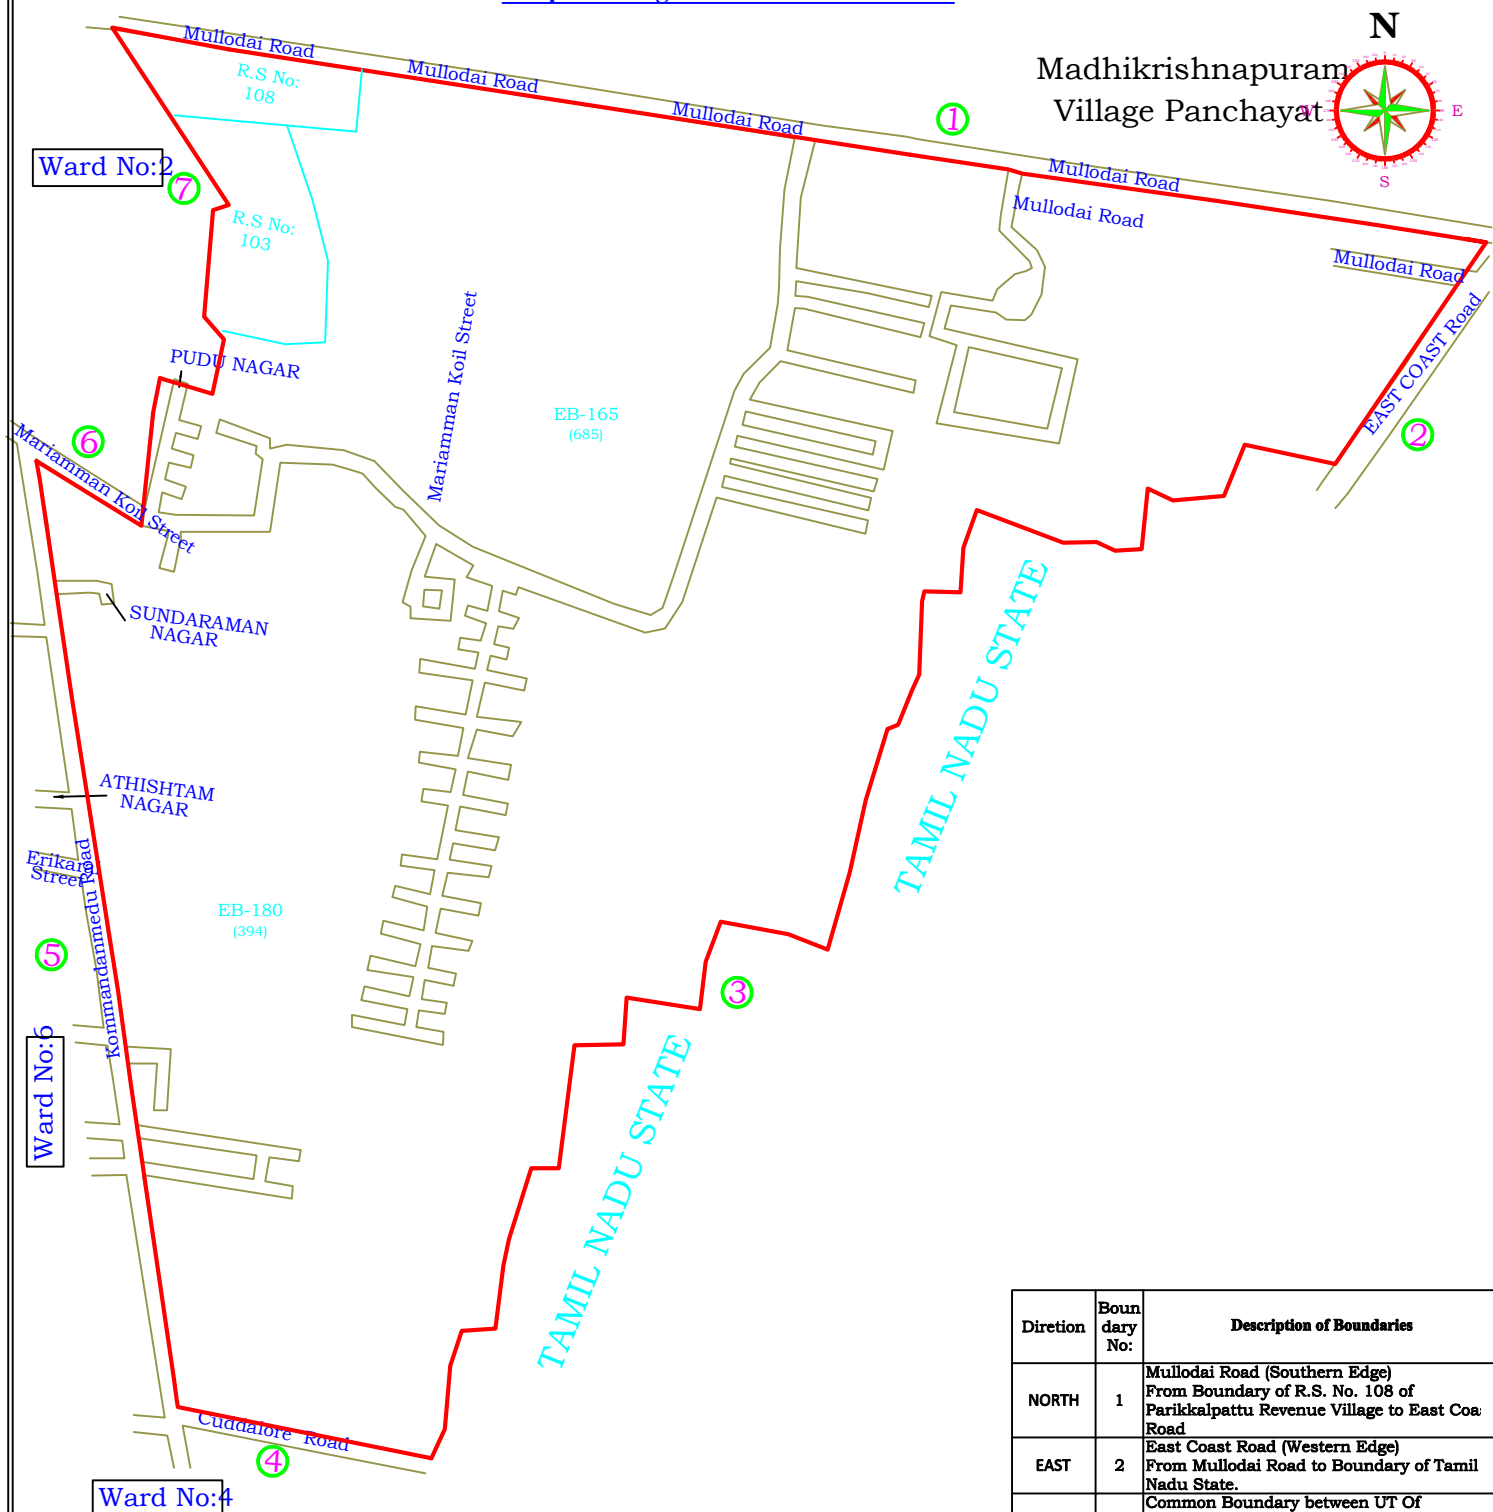 N
Madhikrishnapuram
Village Panchayat
W
E
S
Mullodai Road
Mullodai Road
Mullodai Road
Mullodai Road
Mullodai Road
Mullodai Road
R.S No:
108
1
Ward No:2
7
R.S No:
103
EAST COAST Road
2
PUDU NAGAR
Mariamman Koil Street
EB-165
(685)
6
Mariamman Koil Street
SUNDARAMAN
NAGAR
TAMIL NADU STATE
ATHISHTAM
NAGAR
Erikarai
Street
Kommandanmedu Road
EB-180
(394)
5
3
Ward No:6
TAMIL NADU STATE
Cuddalore Road
4
Ward No:4
Diretion
Boun
dary
No:
Description of Boundaries
NORTH
1
Mullodai Road (Southern Edge)
From Boundary of R.S. No. 108 of
Parikkalpattu Revenue Village to East Coa
Road
EAST
2
East Coast Road (Western Edge)
From Mullodai Road to Boundary of Tamil
Nadu State.
Common Boundary between UT Of